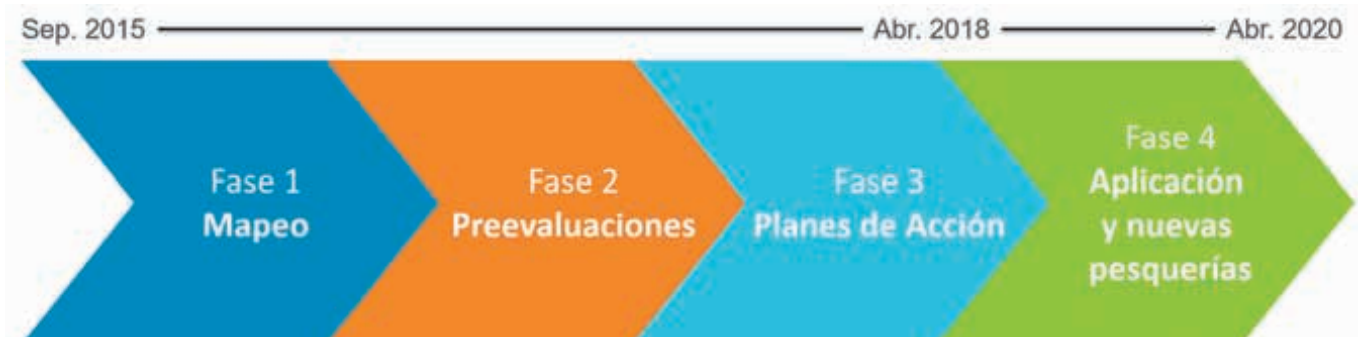 Sep. 2015 Abr. 2018 Abr. 2020
Fase 1
Mapeo
Fase 2
Preevaluaciones
Fase 3
Planes de Acción
Fase 4
Aplicación
y nuevas
pesquerías